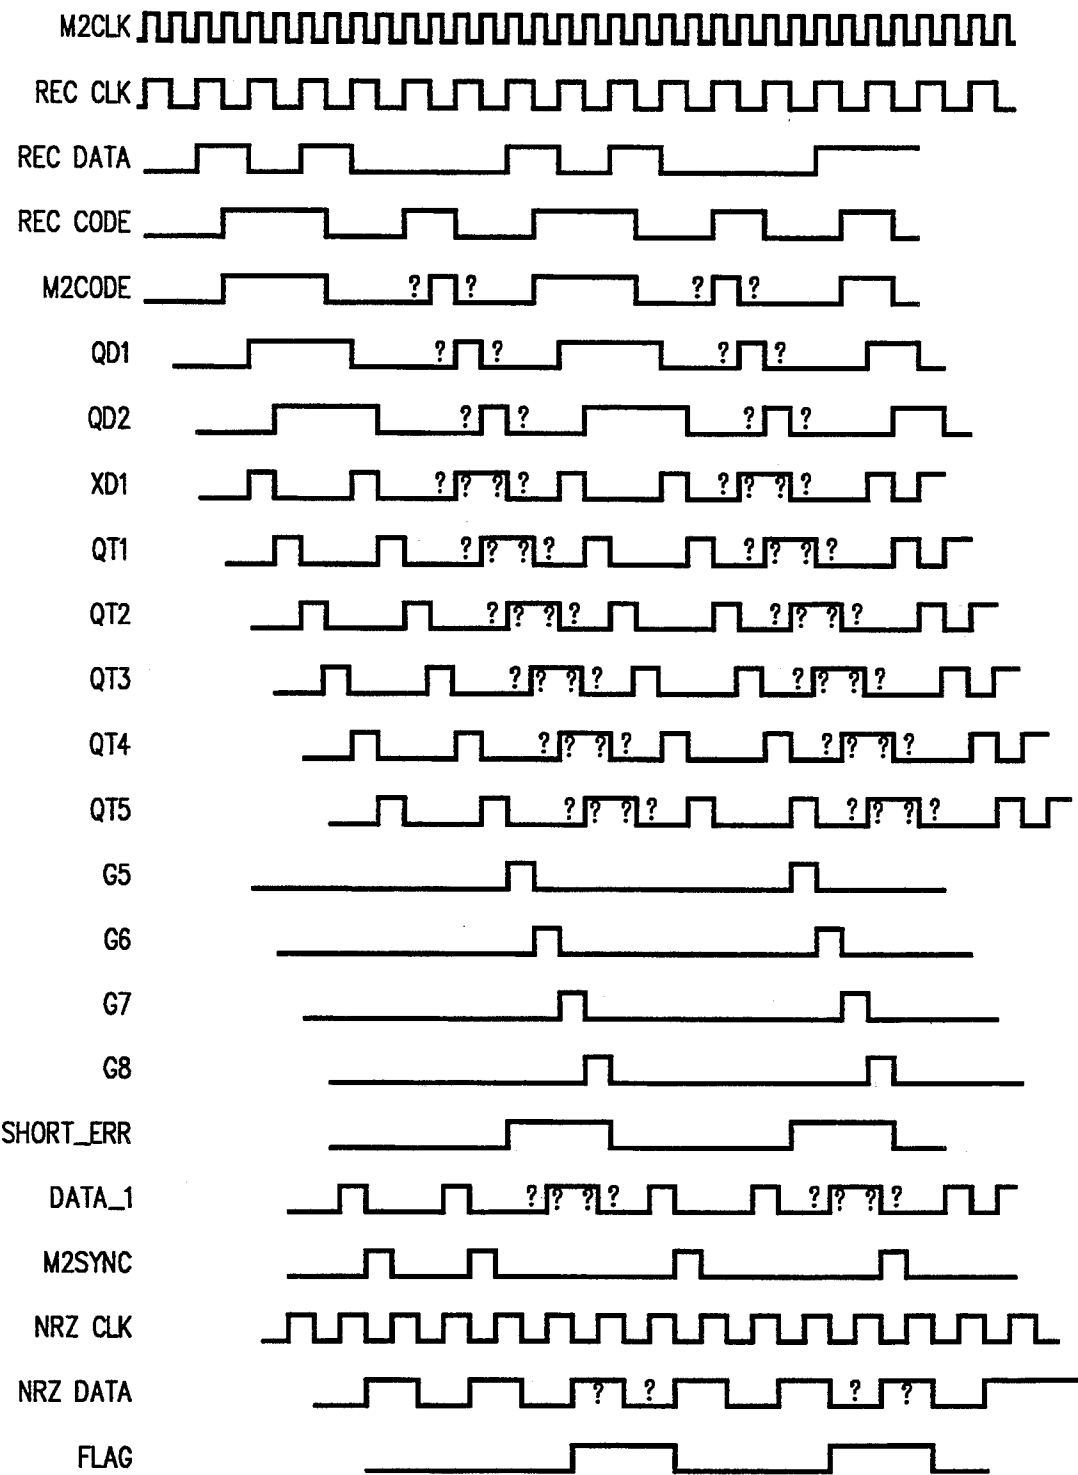 M2CLK
REC CLK
REC DATA
REC CODE
M2CODE ? ? ? ?
QD1 ? ? ? ?
QD2 ? ? ? ?
XD1 ? ? ? ? ? ? ? ?
QT1 ? ? ? ? ? ? ? ?
QT2 ? ? ? ? ? ? ? ?
QT3 ? ? ? ? ? ? ? ?
QT4 ? ? ? ? ? ? ? ?
QT5 ? ? ? ? ? ? ? ?
G5
G6
G7
G8
SHORT_ERR
DATA_1 ? ? ? ? ? ? ? ?
M2SYNC
NRZ CLK
NRZ DATA ? ? ? ?
FLAG